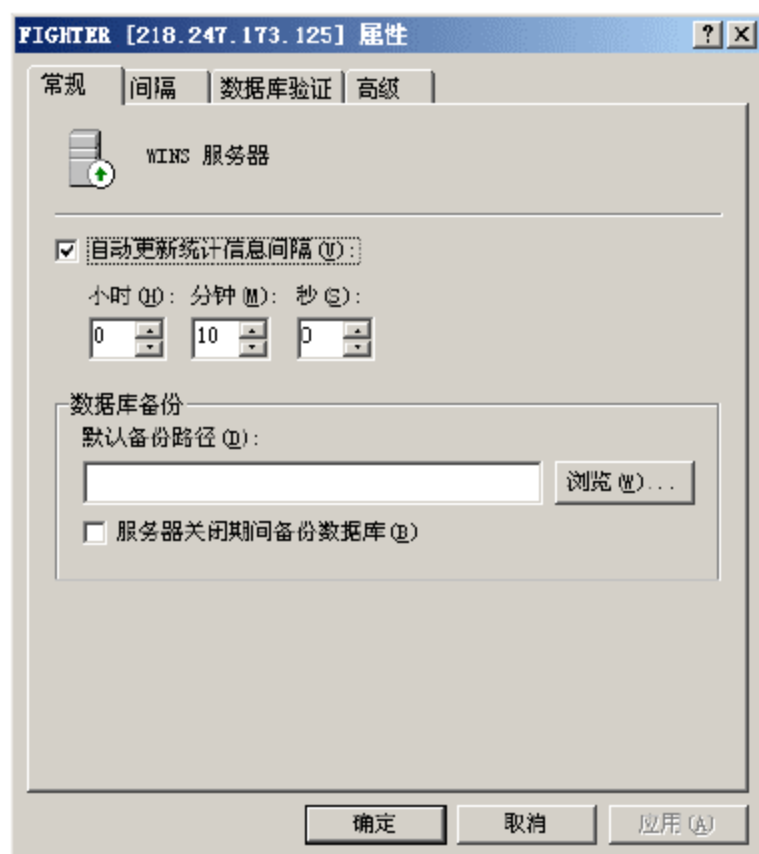 FIGHTER [218.247.173.125] 属性
常规 间隔 数据库验证 高级
WINS 服务器
自动更新统计信息间隔(V):
小时(H): 分钟(M): 秒(S):
0 10 0
数据库备份
默认备份路径(D):
浏览(W)...
服务器关闭期间备份数据库(B)
确定 取消 应用(A)